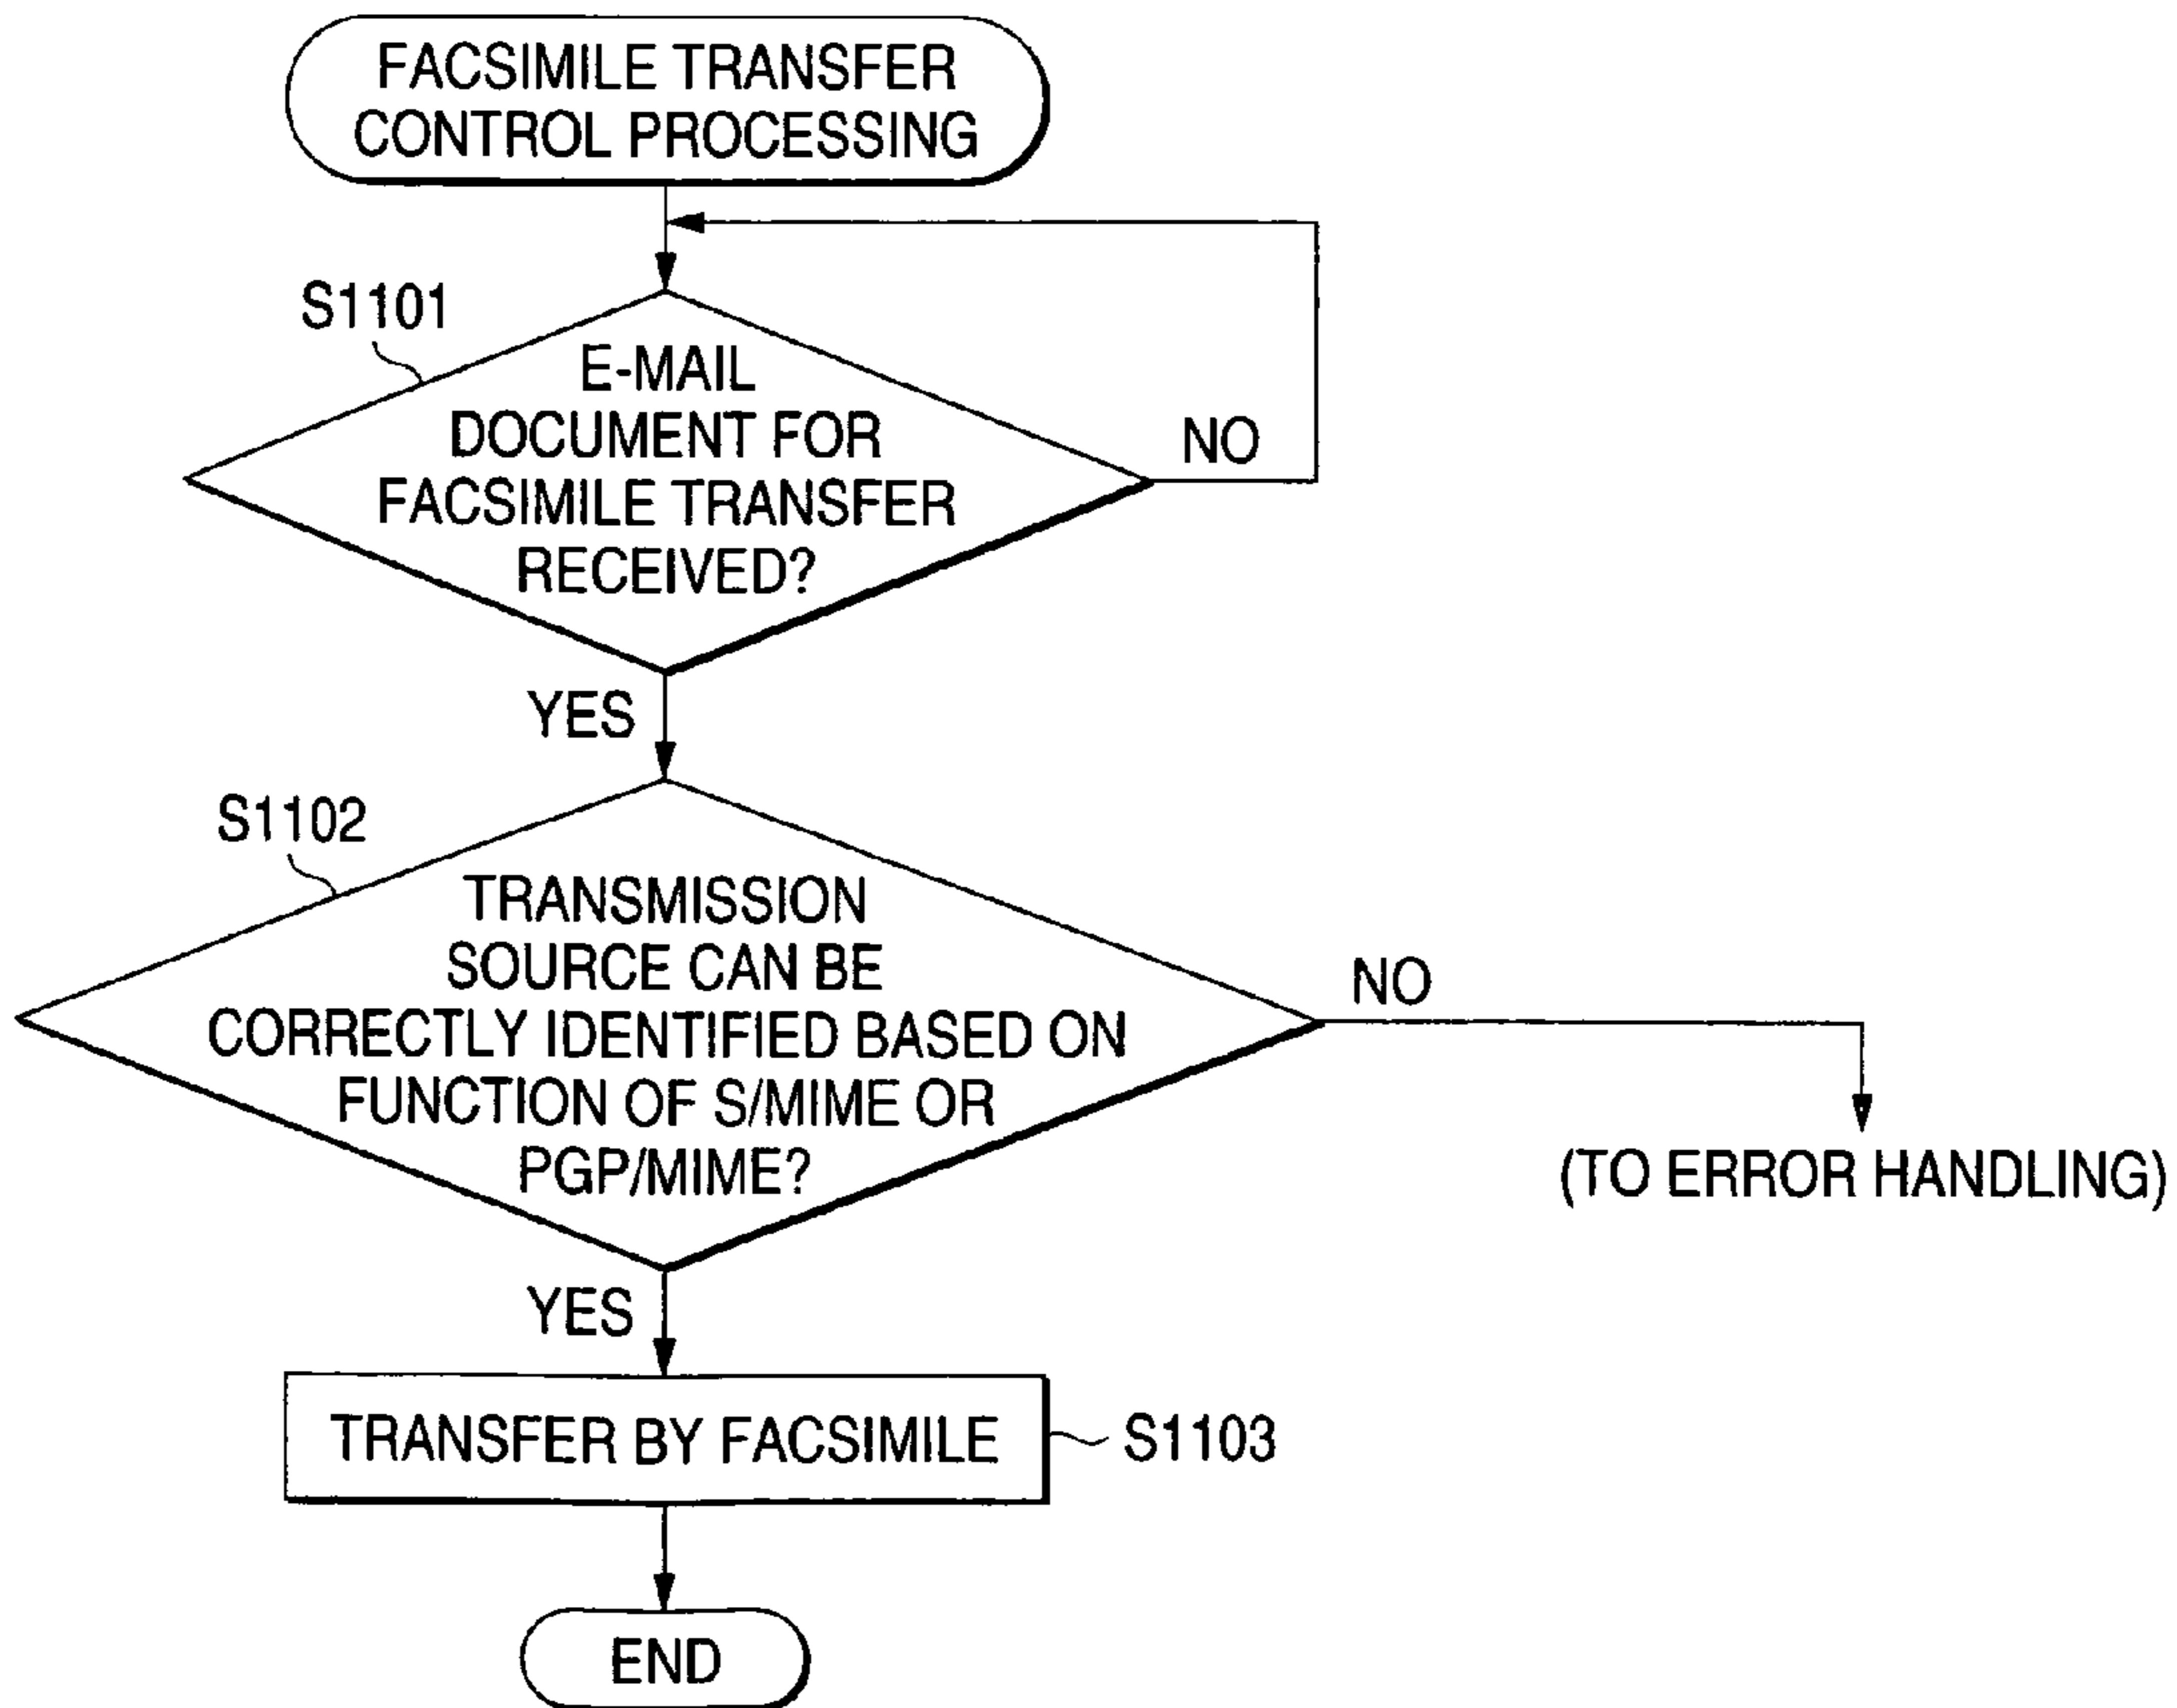 FACSIMILE TRANSFER
CONTROL PROCESSING
S1101
E-MAIL
DOCUMENT FOR
FACSIMILE TRANSFER
RECEIVED?
NO
YES
S1102
TRANSMISSION
SOURCE CAN BE
CORRECTLY IDENTIFIED BASED ON
FUNCTION OF S/MIME OR
PGP/MIME?
NO
(TO ERROR HANDLING)
YES
TRANSFER BY FACSIMILE
S1103
END